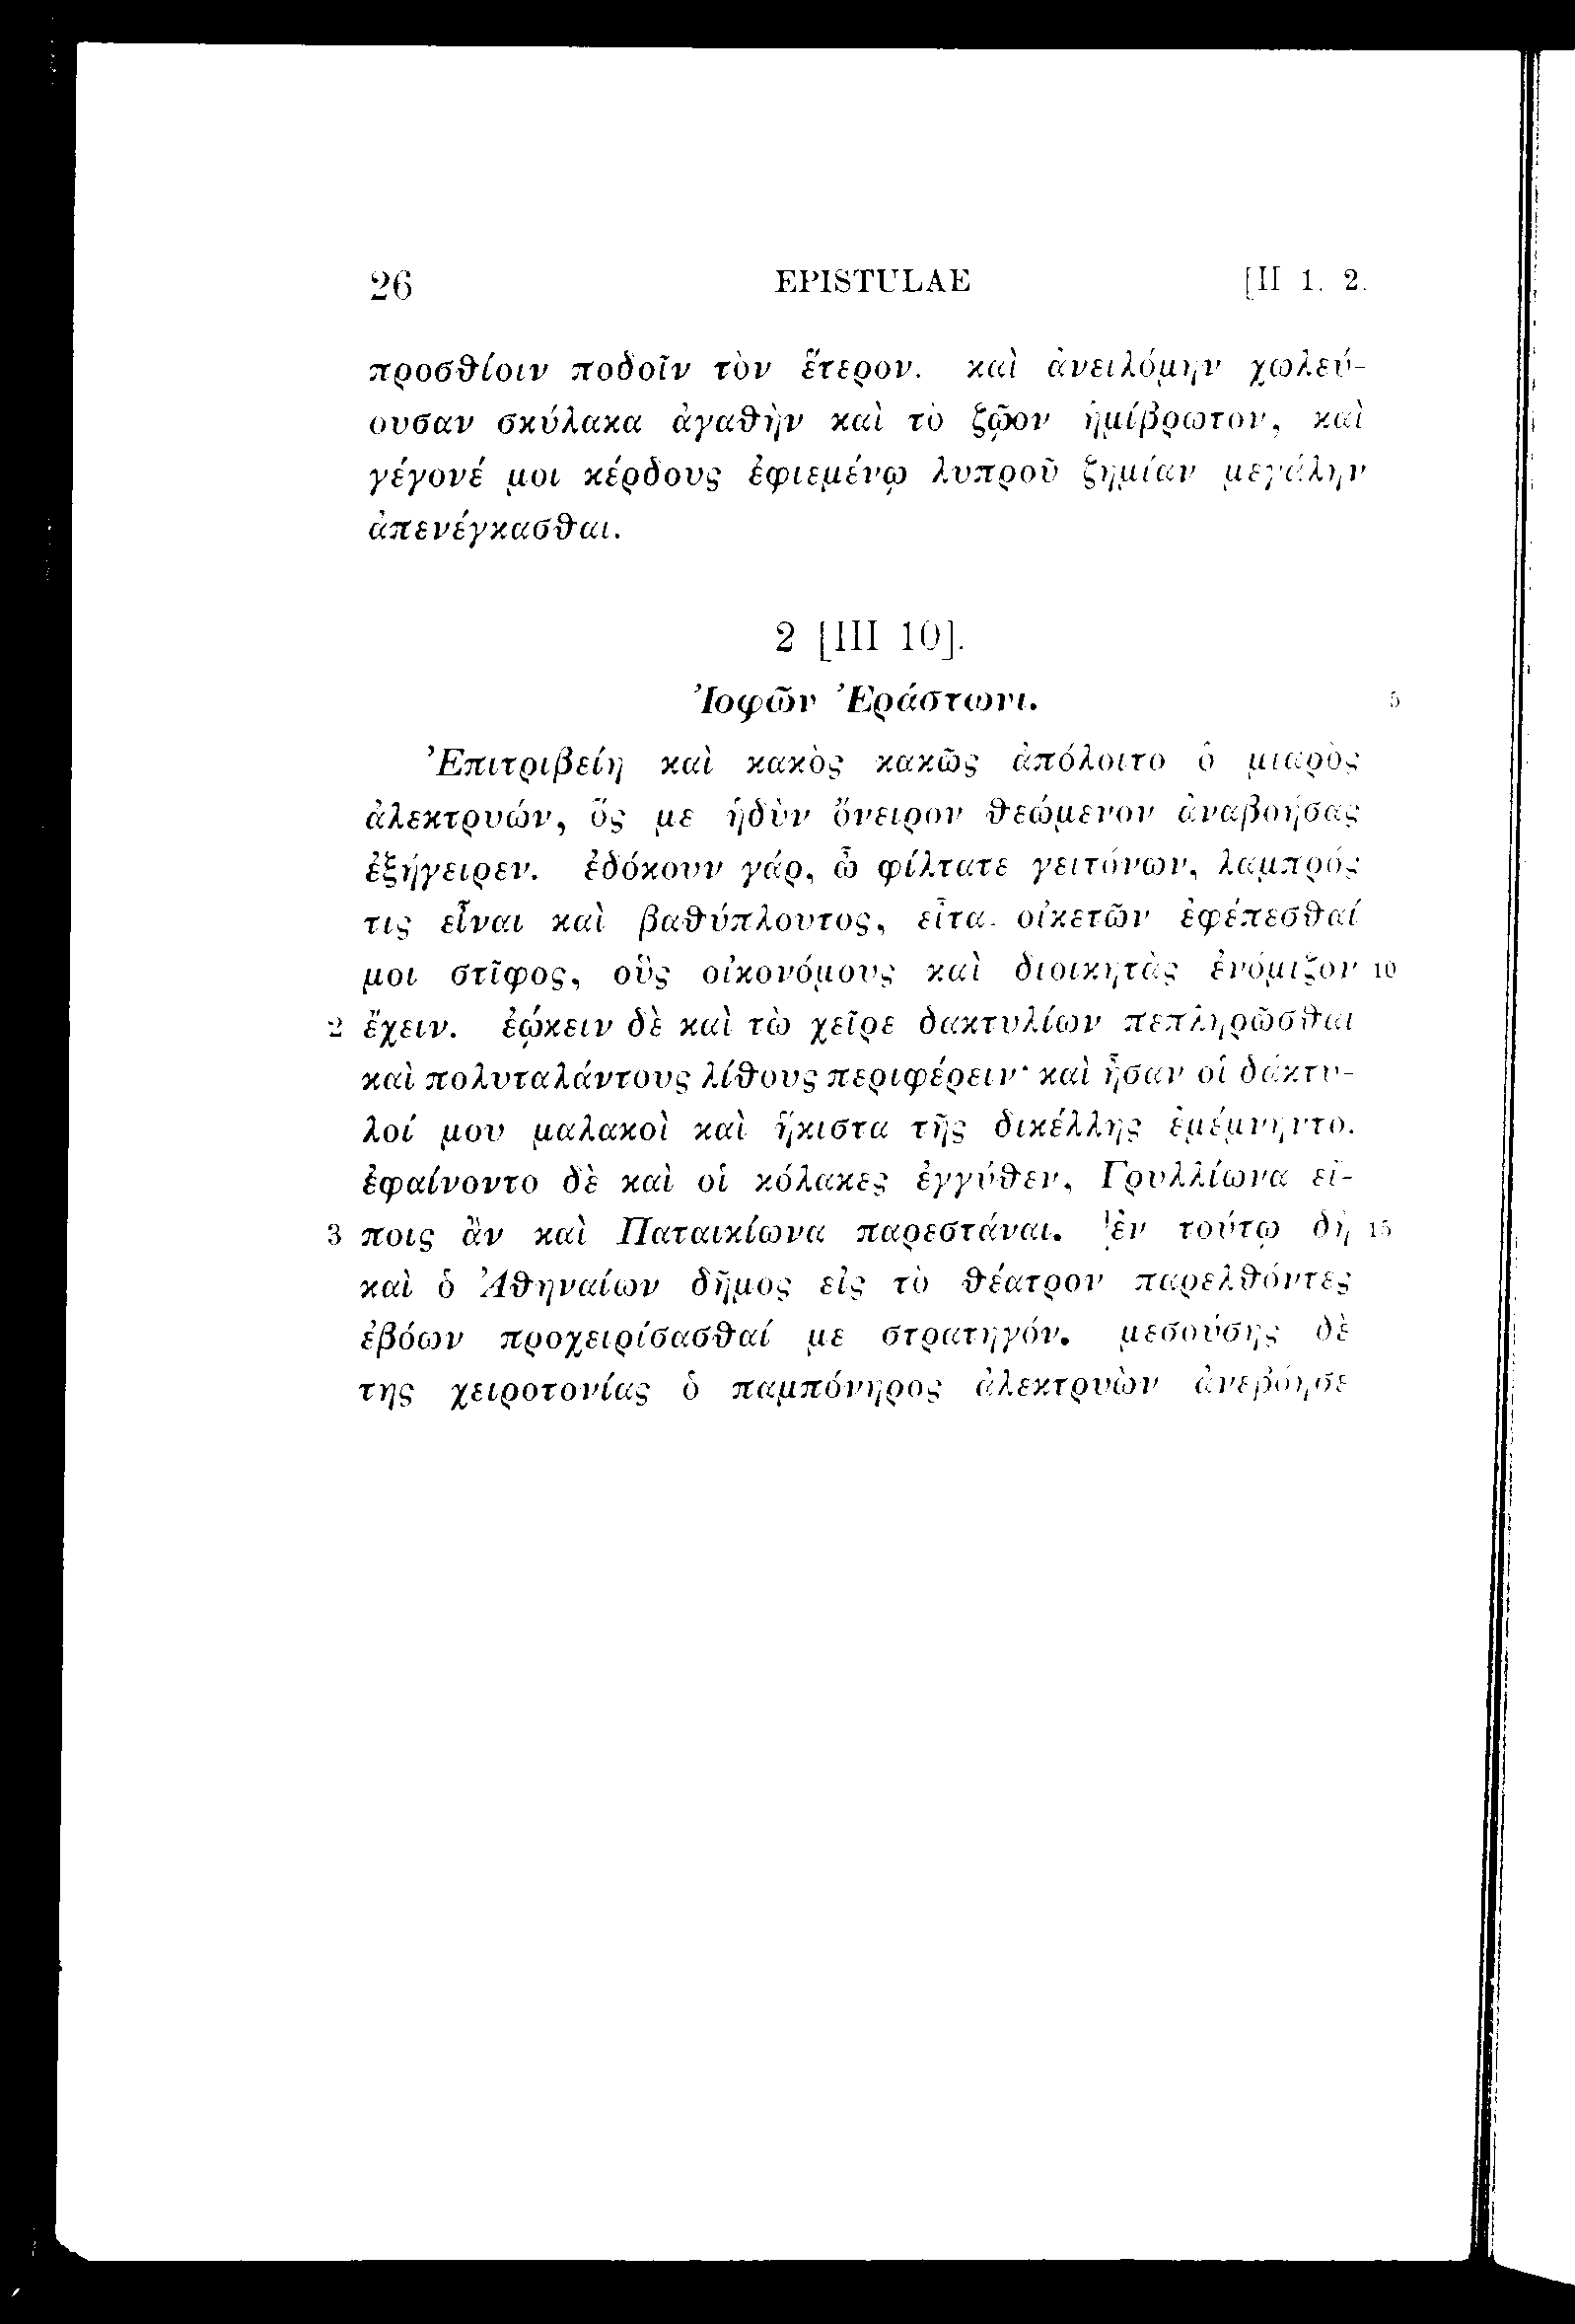 26 EPISTULAE [II 1. 2.
προσθίοιν ποδοῖν τὸν ἕτερον. καὶ ἀνειλόμην χωλεύ-
ουσαν σκύλακα ἀγαθὴν καὶ τὸ ζῷον ἡμίβρωτον, καὶ
γέγονέ μοι κέρδους ἐφιεμένῳ λυπροῦ ζημίαν μεγάλην
ἀπενέγκασθαι.
2 [III 10].
Ἰοφῶν Ἐράστωνι. 5
Ἐπιτριβείη καὶ κακὸς κακῶς ἀπόλοιτο ὁ μιαρὸς
ἀλεκτρυών, ὅς με ἡδὺν ὄνειρον θεώμενον ἀναβοήσας
ἐξήγειρεν. ἐδόκουν γάρ, ὦ φίλτατε γειτόνων, λαμπρός
τις εἶναι καὶ βαθύπλουτος, εἶτα οἰκετῶν ἐφέπεσθαί
μοι στῖφος, οὓς οἰκονόμους καὶ διοικητὰς ἐνόμιζον 10
2 ἔχειν. ἐῴκειν δὲ καὶ τὼ χεῖρε δακτυλίων πεπληρῶσθαι
καὶ πολυταλάντους λίθους περιφέρειν· καὶ ἦσαν οἱ δάκτυ-
λοί μου μαλακοὶ καὶ ἥκιστα τῆς δικέλλης ἐμέμνηντο.
ἐφαίνοντο δὲ καὶ οἱ κόλακες ἐγγύθεν, Γρυλλίωνα εἴ-
3 ποις ἂν καὶ Παταικίωνα παρεστάναι. ἐν τούτῳ δὴ 15
καὶ ὁ Ἀθηναίων δῆμος εἰς τὸ θέατρον παρελθόντες
ἐβόων προχειρίσασθαί με στρατηγόν. μεσούσης δὲ
της χειροτονίας ὁ παμπόνηρος ἀλεκτρυὼν ἀνεβόησε